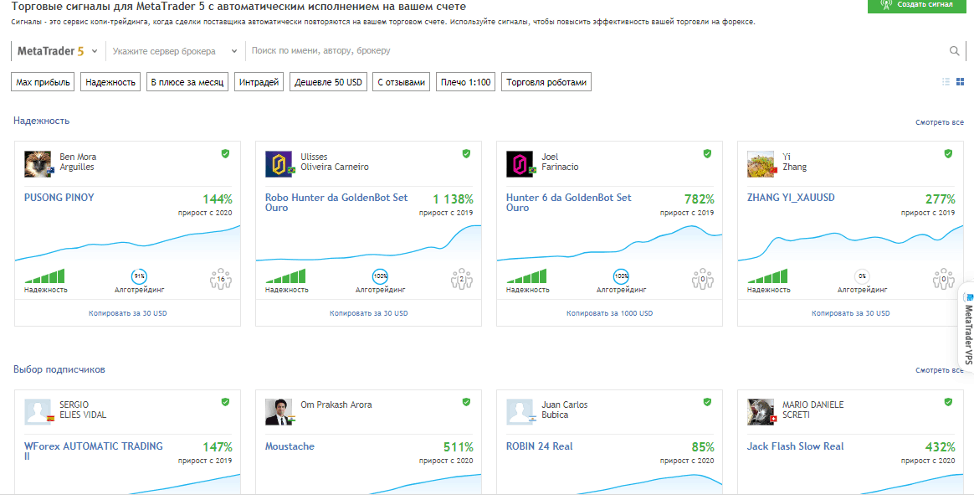 Торговые сигналы для MetaTrader 5 с автоматическим исполнением на вашем счете
Создать сигнал
Сигналы - это сервис копи-трейдинга, когда сделки поставщика автоматически повторяются на вашем торговом счете. Используйте сигналы, чтобы повысить эффективность вашей торговли на форексе.
MetaTrader 5
Укажите сервер брокера
Поиск по имени, автору, брокеру
Мах прибыль
Надежность
В плюсе за месяц
Интрадей
Дешевле 50 USD
С отзывами
Плечо 1:100
Торговля роботами
Надежность
Смотреть все
Ben Mora
Arguilles
PUSONG PINOY
144%
прирост с 2020
Надежность
91%
Алготрейдинг
16
Копировать за 30 USD
Ulisses
Oliveira Carneiro
Robo Hunter da GoldenBot Set
Ouro
1 138%
прирост с 2019
Надежность
100%
Алготрейдинг
2
Копировать за 30 USD
Joel
Farinacio
Hunter 6 da GoldenBot Set
Ouro
782%
прирост с 2019
Надежность
100%
Алготрейдинг
0
Копировать за 1000 USD
Yi
Zhang
ZHANG YI_XAUUSD
277%
прирост с 2019
Надежность
0%
Алготрейдинг
0
Копировать за 30 USD
MetaTrader VPS
Выбор подписчиков
Смотреть все
SERGIO
ELIES VIDAL
WForex AUTOMATIC TRADING
II
147%
прирост с 2019
Om Prakash Arora
Moustache
511%
прирост с 2020
Juan Carlos
Bubica
ROBIN 24 Real
85%
прирост с 2020
MARIO DANIELE
SCRETI
Jack Flash Slow Real
432%
прирост с 2020